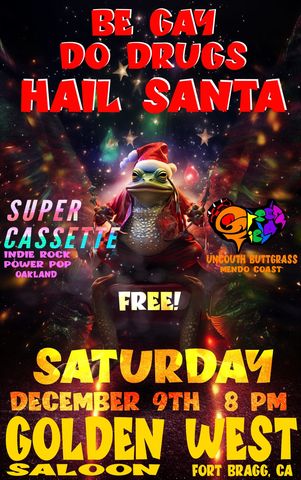 BE GAY
DO DRUGS
HAIL SANTA
SUPER
CASSETTE
INDIE ROCK
POWER POP
OAKLAND
UNCOUTH BUTTGRASS
MENDO COAST
FREE!
SATURDAY
DECEMBER 9TH 8 PM
GOLDEN WEST
SALOON
FORT BRAGG, CA